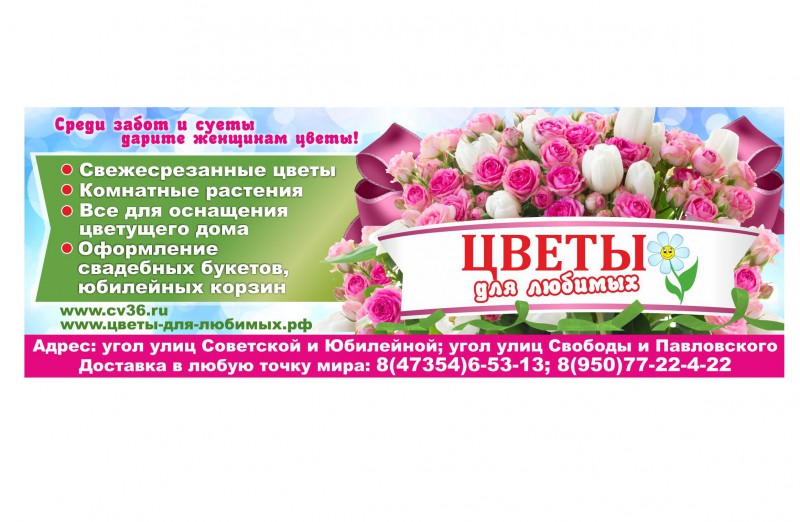 Среди забот и суеты
дарите женщинам цветы!
Свежесрезанные цветы
Комнатные растения
Все для оснащения
цветущего дома
Оформление
свадебных букетов,
юбилейных корзин
www.cv36.ru
www.цветы-для-любимых.рф
ЦВЕТЫ
для любимых
Адрес: угол улиц Советской и Юбилейной; угол улиц Свободы и Павловского
Доставка в любую точку мира: 8(47354)6-53-13; 8(950)77-22-4-22